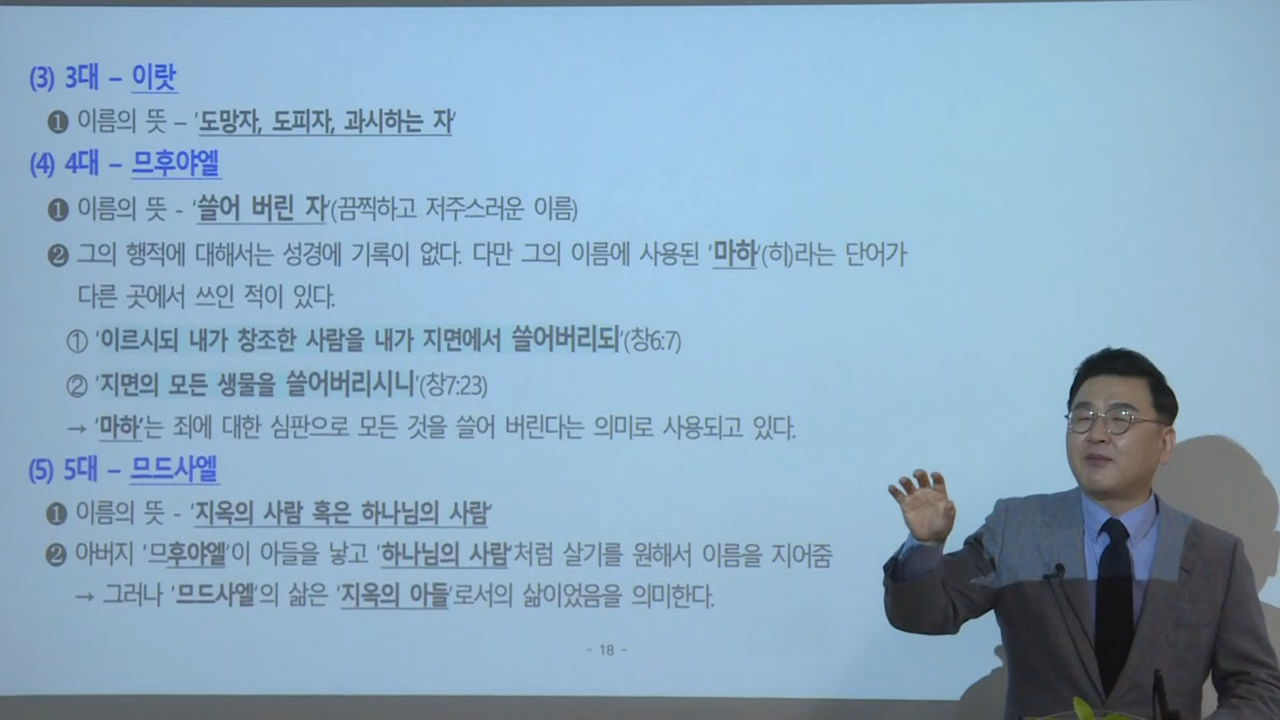 (3) 3대 – 이랏
❶ 이름의 뜻 – '도망자, 도피자, 과시하는 자'
(4) 4대 – 므후야엘
❶ 이름의 뜻 - '쓸어 버린 자'(끔찍하고 저주스러운 이름)
❷ 그의 행적에 대해서는 성경에 기록이 없다. 다만 그의 이름에 사용된 '마하'(히)라는 단어가
다른 곳에서 쓰인 적이 있다.
① '이르시되 내가 창조한 사람을 내가 지면에서 쓸어버리되'(창6:7)
② '지면의 모든 생물을 쓸어버리시니'(창7:23)
→ '마하'는 죄에 대한 심판으로 모든 것을 쓸어 버린다는 의미로 사용되고 있다.
(5) 5대 – 므드사엘
❶ 이름의 뜻 - '지옥의 사람 혹은 하나님의 사람'
❷ 아버지 '므후야엘'이 아들을 낳고 '하나님의 사람'처럼 살기를 원해서 이름을 지어줌
→ 그러나 '므드사엘'의 삶은 '지옥의 아들'로서의 삶이었음을 의미한다.
- 18 -